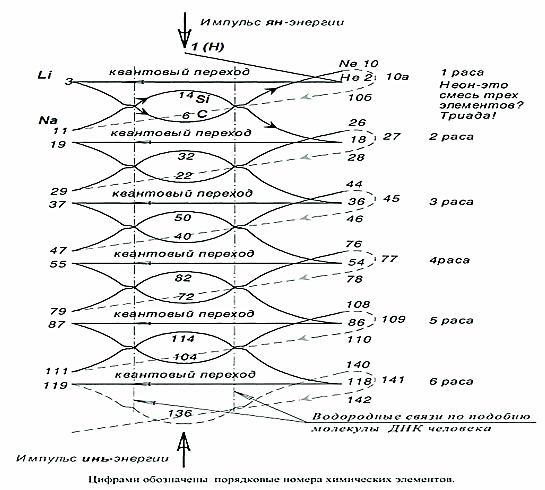 Импульс ян-энергии
1 (H)
Ne 10
Li
3
квантовый переход
He 2
10а
1 раса
14 Si
10б
Неон-это
смесь трех
элементов?
Триада!
6 C
Na
11
26
19
квантовый переход
18
27
2 раса
32
28
22
29
44
37
квантовый переход
36
45
3 раса
50
46
40
47
76
55
квантовый переход
54
77
4раса
82
78
72
79
108
87
квантовый переход
86
109
5 раса
114
110
104
111
140
119
квантовый переход
118
141
6 раса
142
136
Водородные связи по подобию
молекулы ДНК человека
Импульс инь-энергии
Цифрами обозначены порядковые номера химических элементов.